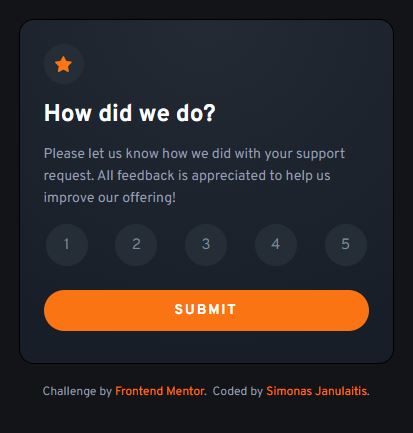 How did we do?
Please let us know how we did with your support
request. All feedback is appreciated to help us
improve our offering!
1 2 3 4 5
SUBMIT
Challenge by Frontend Mentor. Coded by Simonas Janulaitis.